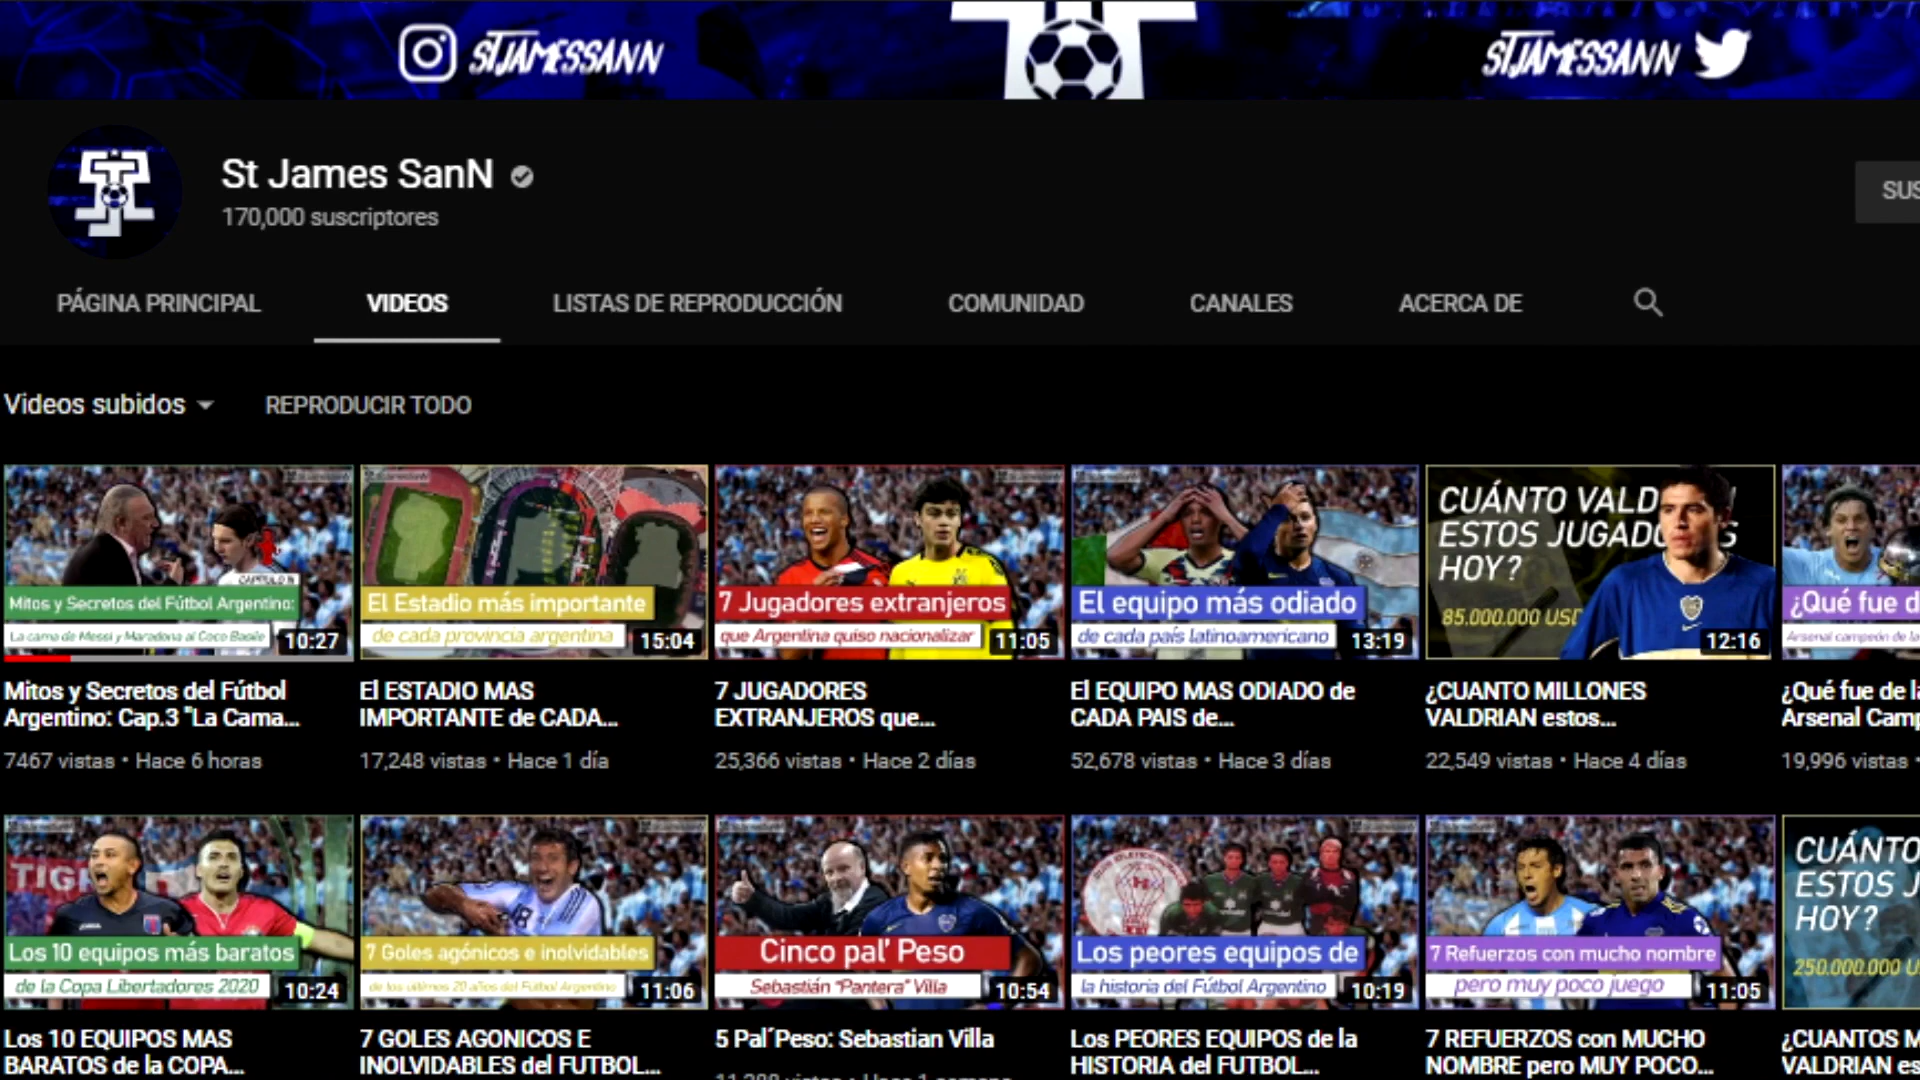 STJAMESSANN
STJAMESSANN
St James SanN
170,000 suscriptores
SUS
PÁGINA PRINCIPAL
VIDEOS
LISTAS DE REPRODUCCIÓN
COMUNIDAD
CANALES
ACERCA DE
Videos subidos
REPRODUCIR TODO
CAPITULO IV
Mitos y Secretos del Fútbol Argentino:
La cama de Messi y Maradona al Coco Basile
10:27
El Estadio más importante
de cada provincia argentina
15:04
7 Jugadores extranjeros
que Argentina quiso nacionalizar
11:05
El equipo más odiado
de cada país latinoamericano
13:19
CUÁNTO VALD N
ESTOS JUGADO S
HOY?
85.000.000 USD
12:16
¿Qué fue d
Arsenal campeón de la
Mitos y Secretos del Fútbol
Argentino: Cap.3 "La Cama...
7467 vistas • Hace 6 horas
El ESTADIO MAS
IMPORTANTE de CADA...
17,248 vistas • Hace 1 día
7 JUGADORES
EXTRANJEROS que...
25,366 vistas • Hace 2 días
El EQUIPO MAS ODIADO de
CADA PAIS de...
52,678 vistas • Hace 3 días
¿CUANTO MILLONES
VALDRIAN estos...
22,549 vistas • Hace 4 días
¿Qué fue de la
Arsenal Camp
19,996 vistas •
TIGR
Los 10 equipos más baratos
de la Copa Libertadores 2020
10:24
7 Goles agónicos e inolvidables
de los últimos 20 años del Fútbol Argentino
11:06
Cinco pal' Peso
Sebastián "Pantera" Villa
10:54
Los peores equipos de
la historia del Fútbol Argentino
10:19
7 Refuerzos con mucho nombre
pero muy poco juego
11:05
CUÁNTO
ESTOS J
HOY?
250.000.000 U
Los 10 EQUIPOS MAS
BARATOS de la COPA...
7 GOLES AGONICOS E
INOLVIDABLES del FUTBOL...
5 Pal´Peso: Sebastian Villa
11,288 vistas • Hace 1 semana
Los PEORES EQUIPOS de la
HISTORIA del FUTBOL...
7 REFUERZOS con MUCHO
NOMBRE pero MUY POCO...
¿CUANTOS M
VALDRIAN es